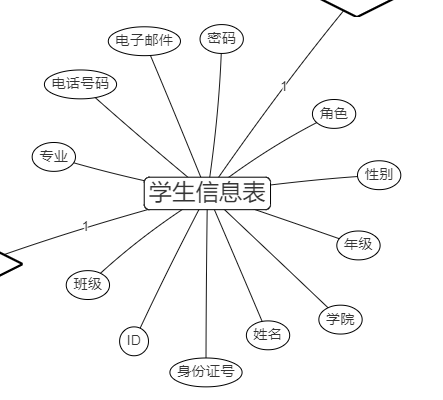 电子邮件
密码
电话号码
1
角色
专业
性别
学生信息表
1
年级
班级
学院
ID
姓名
身份证号